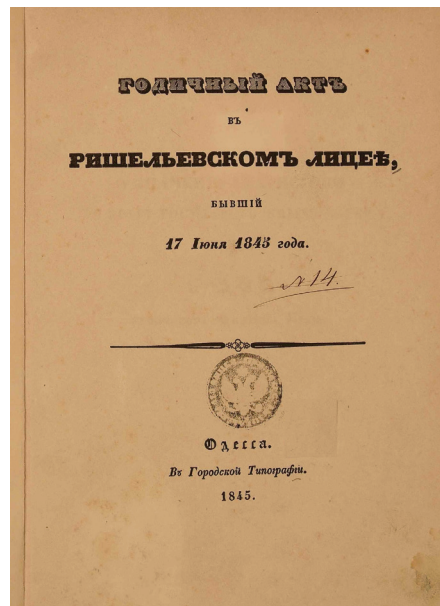 ГОДИЧНЫЙ АКТЪ
ВЪ
РИШЕЛЬЕВСКОМЪ ЛИЦЕѢ,
БЫВШІЙ
17 Іюня 1845 года.
№ 14.
Одесса.
Въ Городской Типографіи.
1845.